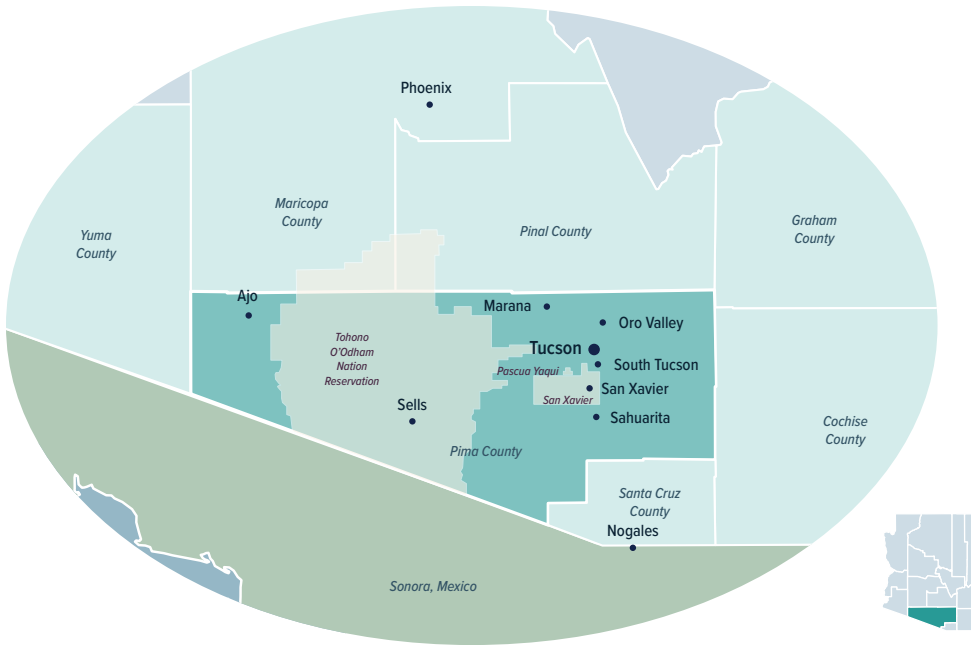 Phoenix
Maricopa
County
Yuma
County
Pinal County
Graham
County
Ajo
Marana
Oro Valley
Tohono
O'Odham
Nation
Reservation
Tucson
South Tucson
Pascua Yaqui
San Xavier
San Xavier
Sells
Sahuarita
Cochise
County
Pima County
Santa Cruz
County
Nogales
Sonora, Mexico